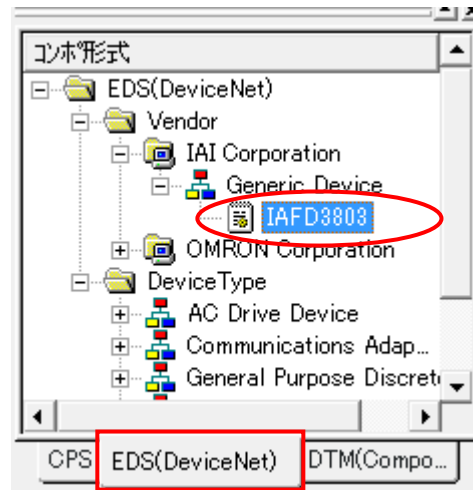 コンポ形式
EDS(DeviceNet)
Vendor
IAI Corporation
Generic Device
IAFD3803
OMRON Corporation
DeviceType
AC Drive Device
Communications Adap...
General Purpose Discrete
CPS EDS(DeviceNet) DTM(Compo...